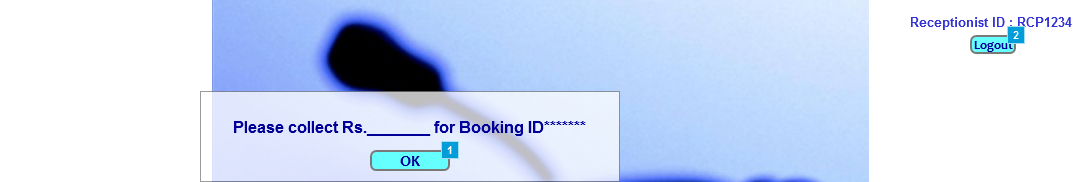 Receptionist ID : RCP1234
Logout
2
Please collect Rs._______ for Booking ID*******
1
OK